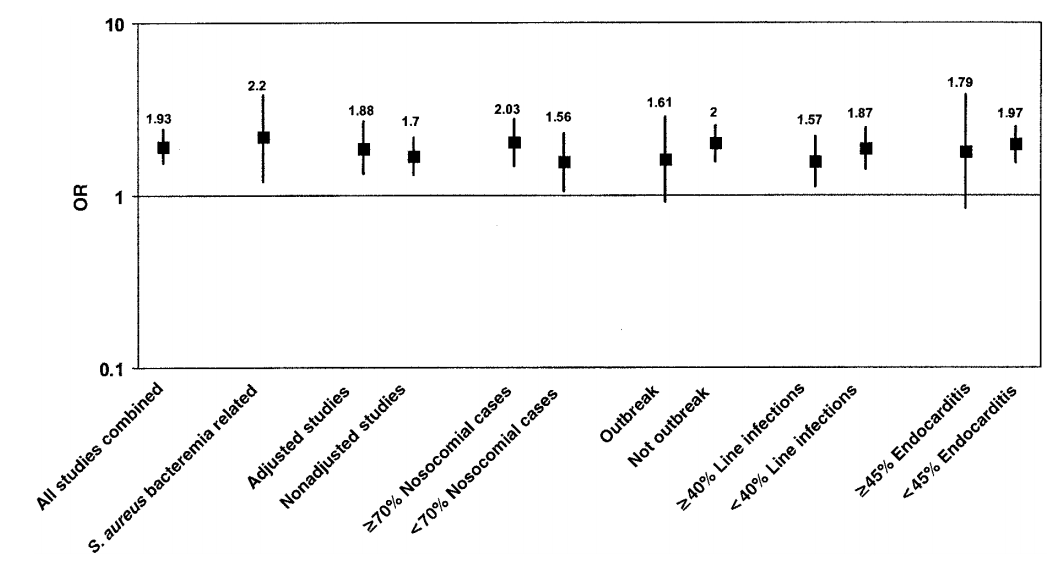 10
1
0.1
OR
1.93
2.2
1.88
1.7
2.03
1.56
1.61
2
1.57
1.87
1.79
1.97
All studies combined
S. aureus bacteremia related
Adjusted studies
Nonadjusted studies
≥70% Nosocomial cases
<70% Nosocomial cases
Outbreak
Not outbreak
≥40% Line infections
<40% Line infections
≥45% Endocarditis
<45% Endocarditis